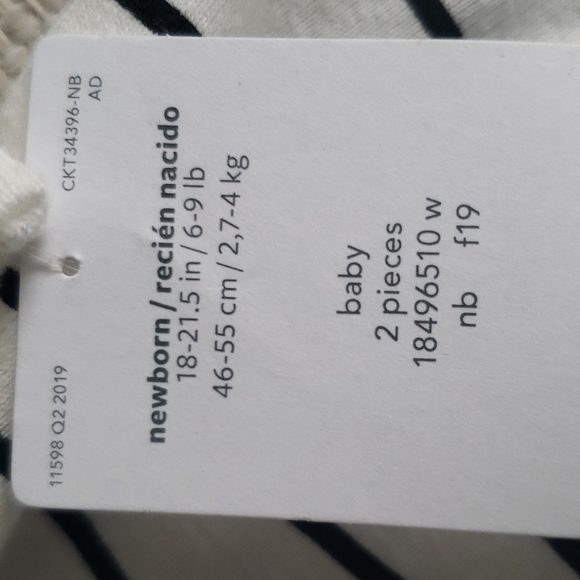 11598 Q2 2019
CKT34396-NB
AD
newborn / recién nacido
18-21.5 in / 6-9 lb
46-55 cm / 2,7-4 kg
baby
2 pieces
18496510 w
nb f19